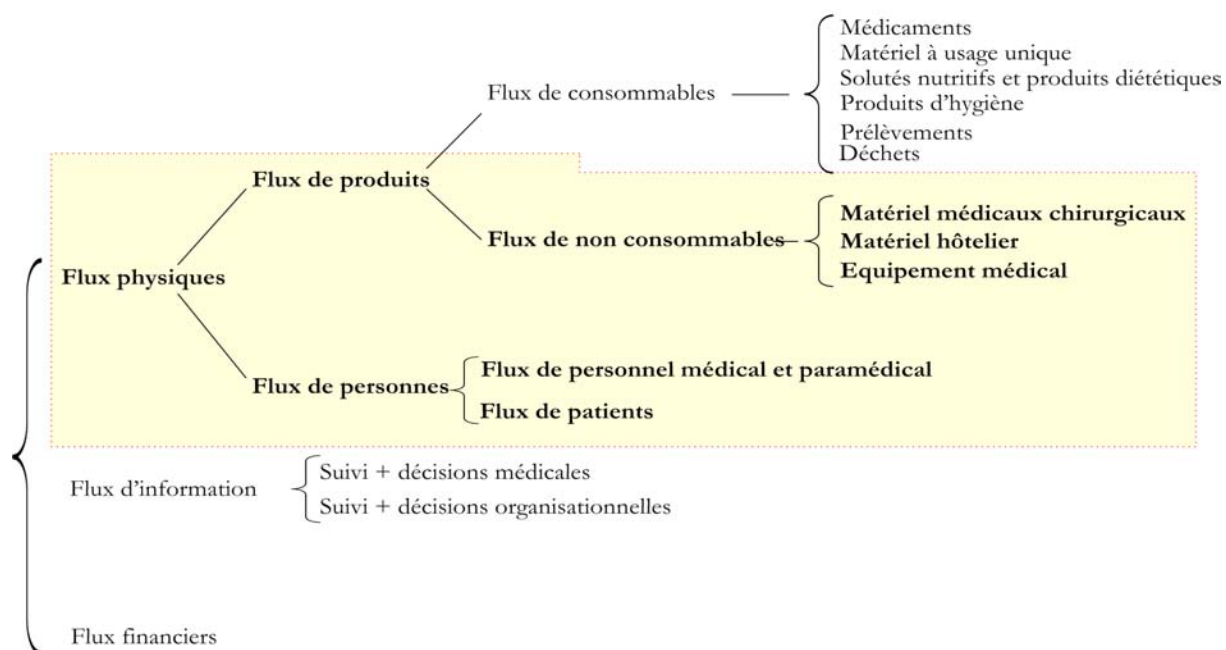 Médicaments
Matériel à usage unique
Flux de consommables
Solutés nutritifs et produits diététiques
Produits d'hygiène
Prélèvements
Déchets
Flux de produits
Matériel médicaux chirurgicaux
Flux de non consommables
Matériel hôtelier
Equipement médical
Flux physiques
Flux de personnel médical et paramédical
Flux de personnes
Flux de patients
Suivi + décisions médicales
Flux d'information
Suivi + décisions organisationnelles
Flux financiers